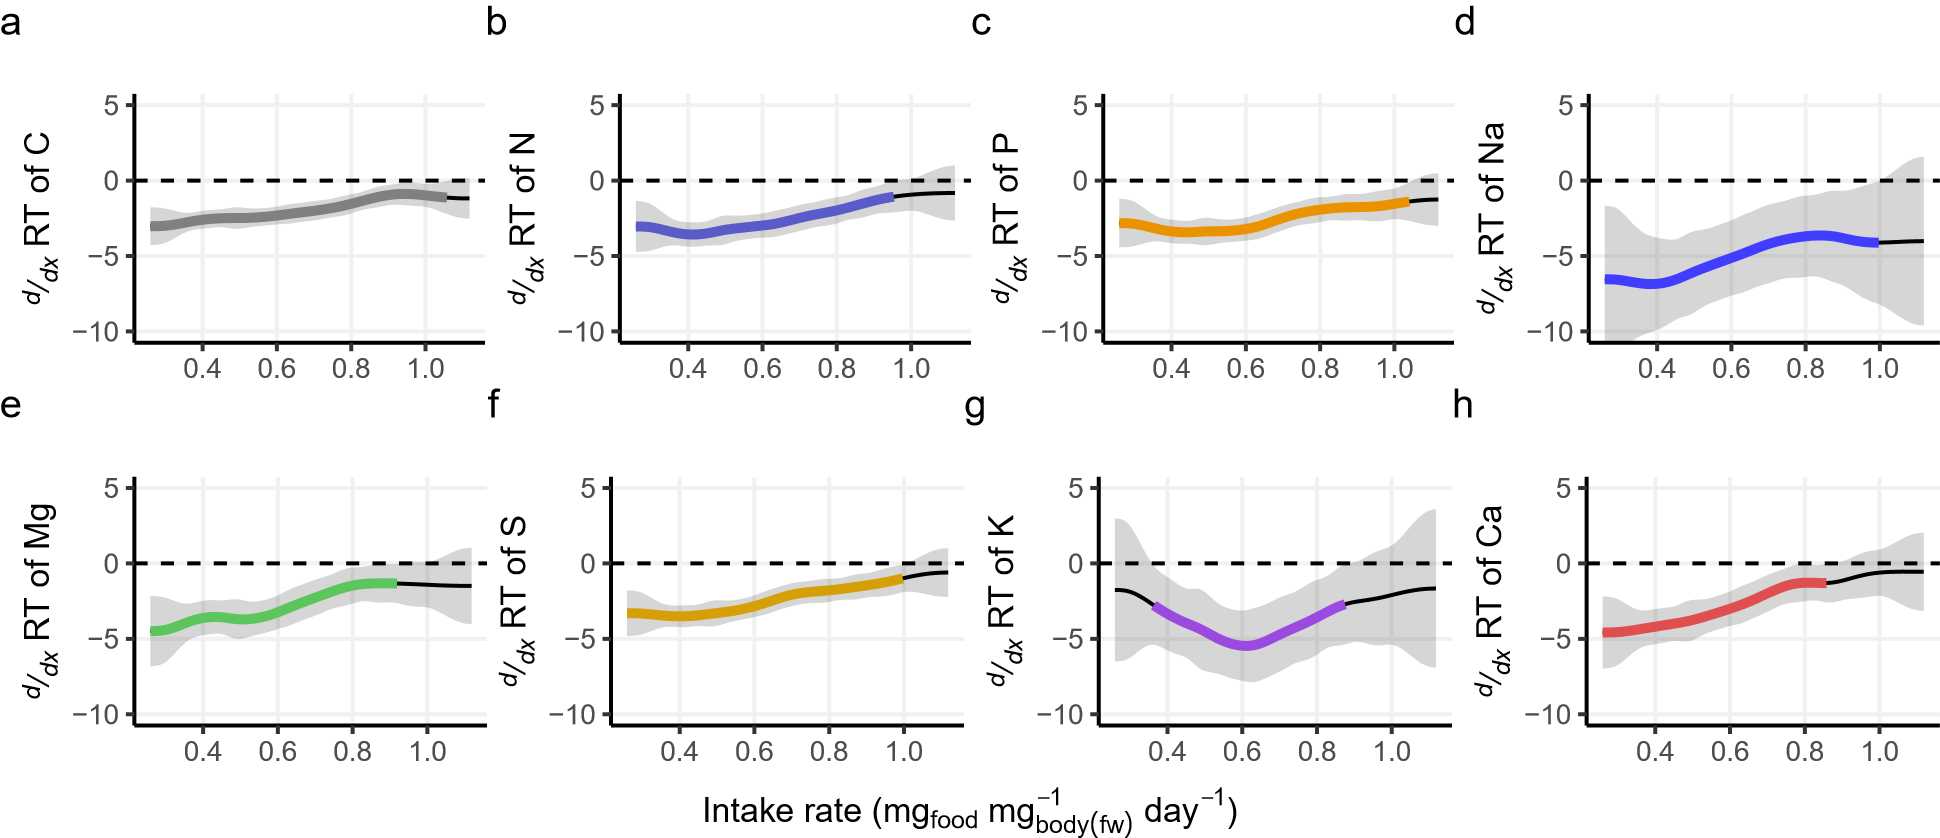 a b c d
5 5 5 5
0 0 0 0
−5 −5 −5 −5
−10 −10 −10 −10
d/dx RT of C
d/dx RT of N
d/dx RT of P
d/dx RT of Na
0.4 0.6 0.8 1.0 0.4 0.6 0.8 1.0 0.4 0.6 0.8 1.0 0.4 0.6 0.8 1.0
e f g h
5 5 5 5
0 0 0 0
−5 −5 −5 −5
−10 −10 −10 −10
d/dx RT of Mg
d/dx RT of S
d/dx RT of K
d/dx RT of Ca
0.4 0.6 0.8 1.0 0.4 0.6 0.8 1.0 0.4 0.6 0.8 1.0 0.4 0.6 0.8 1.0
Intake rate (mg_food mg_body(fw)^−1 day^−1)